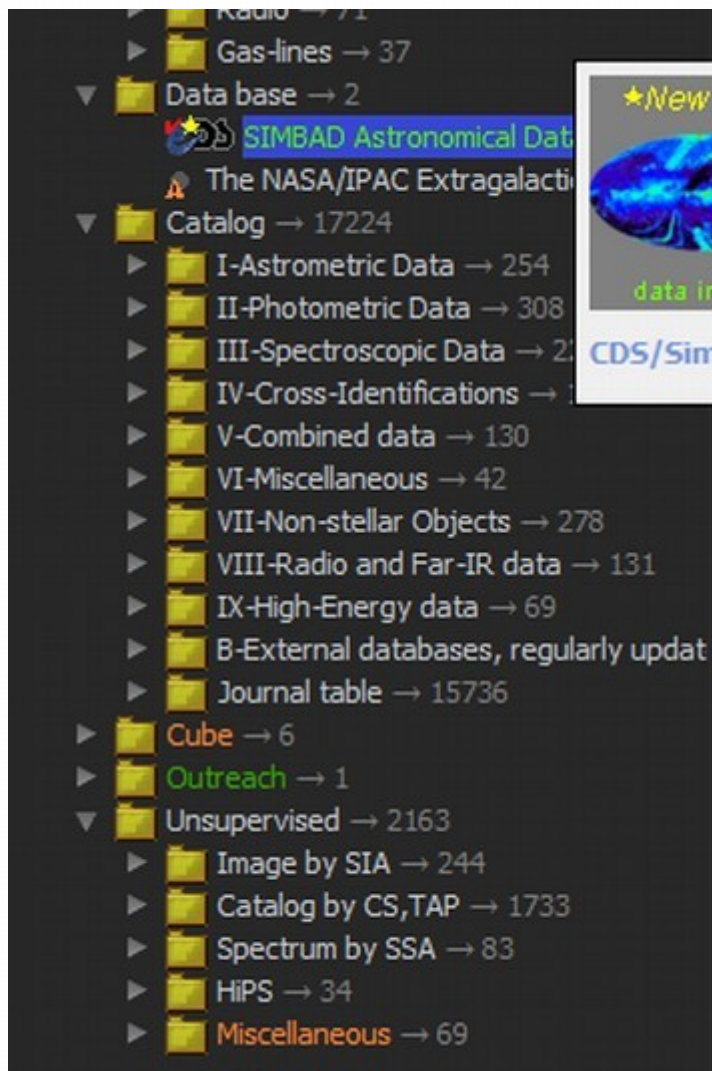 Radio → 71
Gas-lines → 37
Data base → 2
★New
SIMBAD Astronomical Dat
The NASA/IPAC Extragalacti
Catalog → 17224
I-Astrometric Data → 254
data in
II-Photometric Data → 308
III-Spectroscopic Data → 22
CDS/Sim
IV-Cross-Identifications →
V-Combined data → 130
VI-Miscellaneous → 42
VII-Non-stellar Objects → 278
VIII-Radio and Far-IR data → 131
IX-High-Energy data → 69
B-External databases, regularly updat
Journal table → 15736
Cube → 6
Outreach → 1
Unsupervised → 2163
Image by SIA → 244
Catalog by CS,TAP → 1733
Spectrum by SSA → 83
HiPS → 34
Miscellaneous → 69